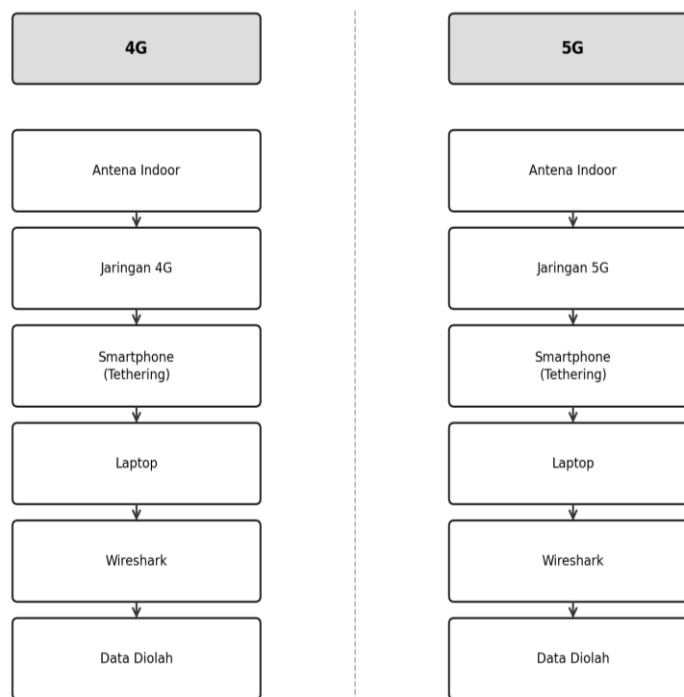 4G
Antena Indoor
Jaringan 4G
Smartphone
(Tethering)
Laptop
Wireshark
Data Diolah
5G
Antena Indoor
Jaringan 5G
Smartphone
(Tethering)
Laptop
Wireshark
Data Diolah